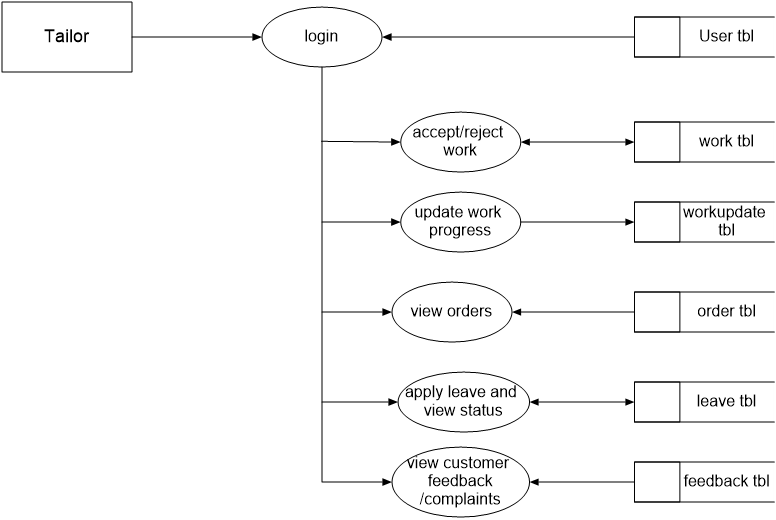 Tailor
login
User tbl
accept/reject
work
work tbl
update work
progress
workupdate
tbl
view orders
order tbl
apply leave and
view status
leave tbl
view customer
feedback
/complaints
feedback tbl